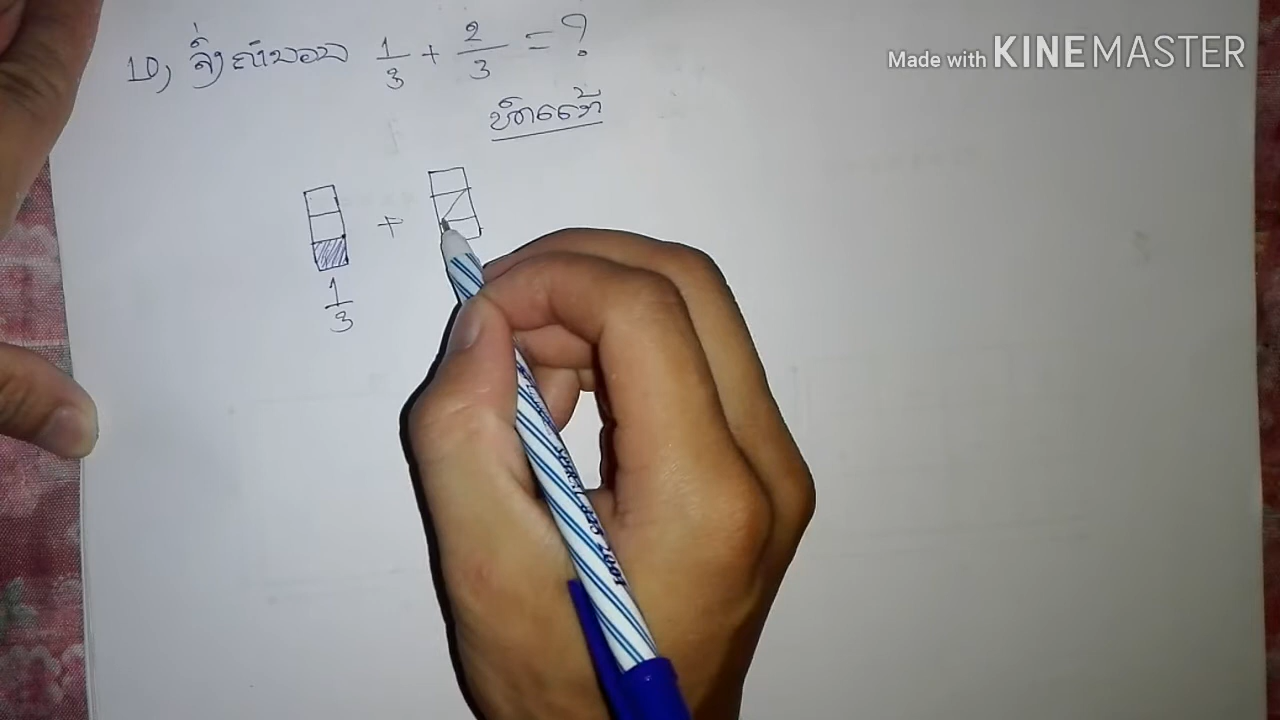 10, ຈົ່ງຄຳນວນ 1/3 + 2/3 = ?
Made with KINEMASTER
ບົດແກ້
+
1/3